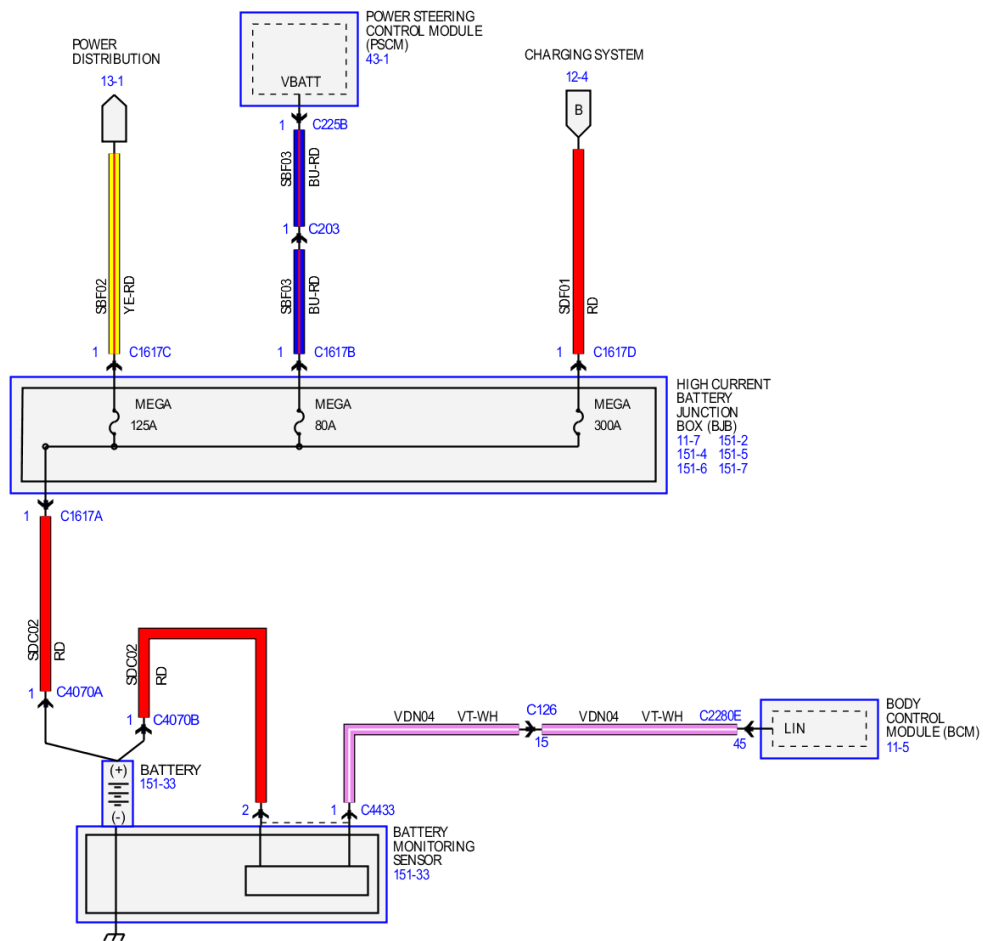 POWER STEERING
CONTROL MODULE
(PSCM)
43-1
POWER
DISTRIBUTION
13-1
CHARGING SYSTEM
12-4
VBATT
B
1 C225B
SBF03
BU-RD
1 C203
SBF02
YE-RD
SBF03
BU-RD
SDF01
RD
1 C1617C
1 C1617B
1 C1617D
MEGA
125A
MEGA
80A
MEGA
300A
HIGH CURRENT
BATTERY
JUNCTION
BOX (BJB)
11-7 151-2
151-4 151-5
151-6 151-7
1 C1617A
SDC02
RD
SDC02
RD
1 C4070A
1 C4070B
VDN04 VT-WH
C126
15
VDN04 VT-WH
C2280E
45
LIN
BODY
CONTROL
MODULE (BCM)
11-5
(+)
(-)
BATTERY
151-33
2
1 C4433
BATTERY
MONITORING
SENSOR
151-33